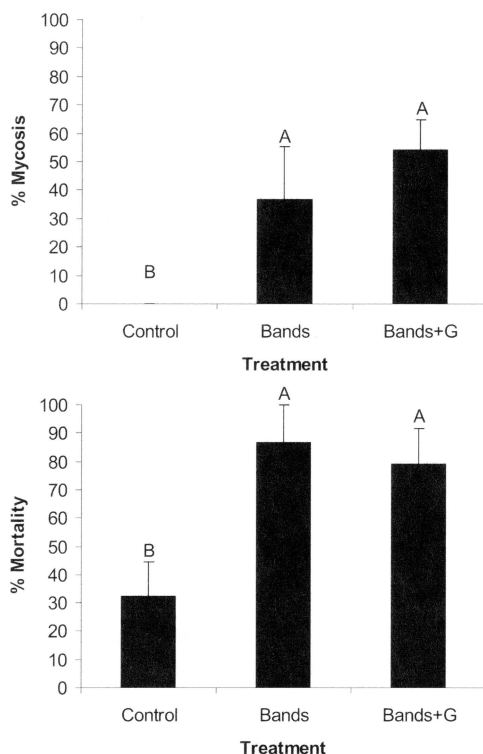 100
90
80
70
60
50
40
30
20
10
0
% Mycosis
B
A
A
Control Bands Bands+G
Treatment
100
90
80
70
60
50
40
30
20
10
0
% Mortality
B
A
A
Control Bands Bands+G
Treatment